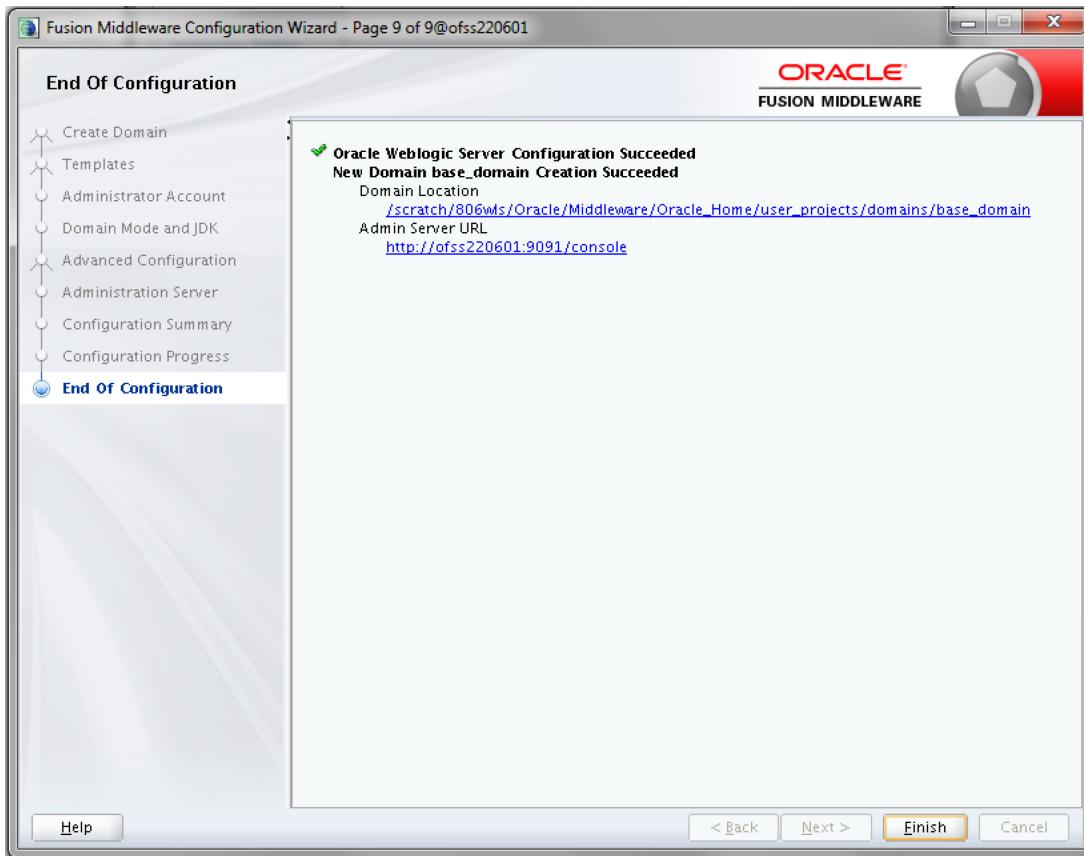 Fusion Middleware Configuration Wizard - Page 9 of 9@ofss220601
End Of Configuration
ORACLE
FUSION MIDDLEWARE
Create Domain
Templates
Administrator Account
Domain Mode and JDK
Advanced Configuration
Administration Server
Configuration Summary
Configuration Progress
End Of Configuration
Oracle Weblogic Server Configuration Succeeded
New Domain base_domain Creation Succeeded
Domain Location
/scratch/806wls/Oracle/Middleware/Oracle_Home/user_projects/domains/base_domain
Admin Server URL
http://ofss220601:9091/console
Help
< Back
Next >
Finish
Cancel